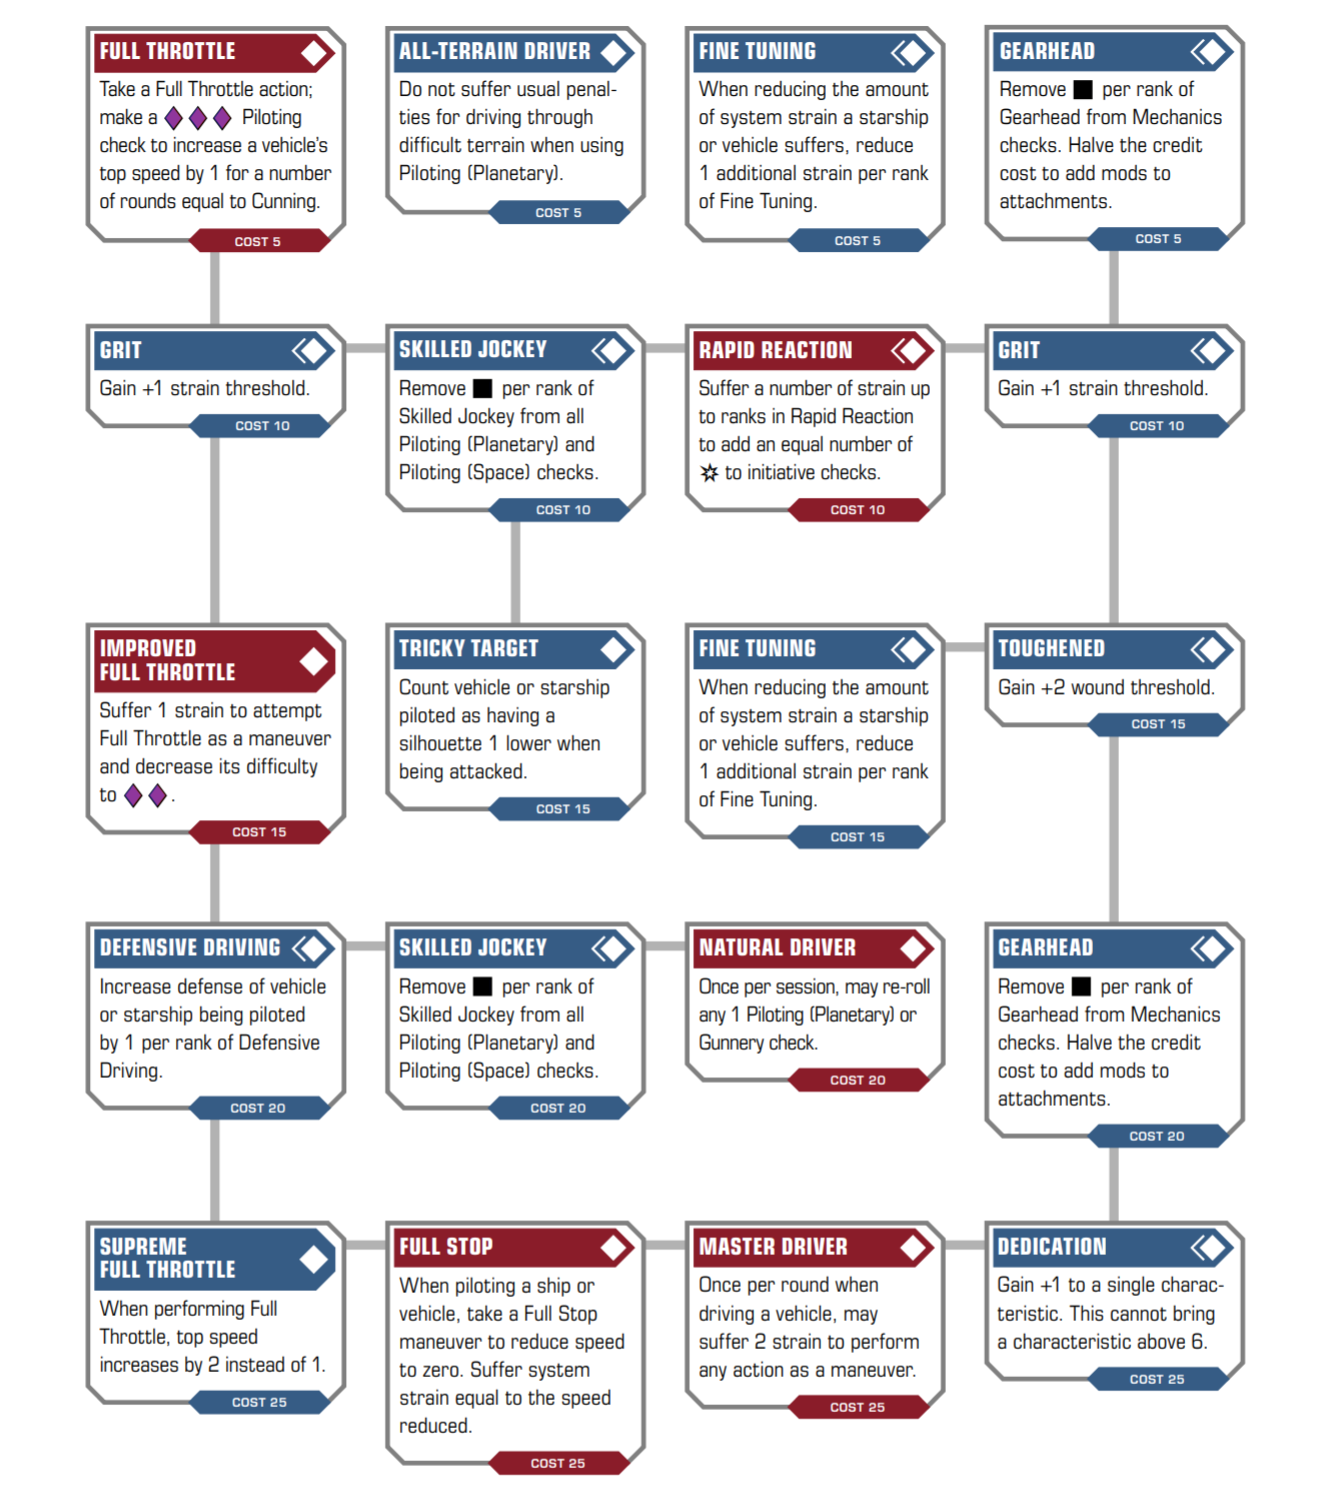 FULL THROTTLE
Take a Full Throttle action;
make a Piloting
check to increase a vehicle's
top speed by 1 for a number
of rounds equal to Cunning.
COST 5
ALL-TERRAIN DRIVER
Do not suffer usual penal-
ties for driving through
difficult terrain when using
Piloting (Planetary).
COST 5
FINE TUNING
When reducing the amount
of system strain a starship
or vehicle suffers, reduce
1 additional strain per rank
of Fine Tuning.
COST 5
GEARHEAD
Remove per rank of
Gearhead from Mechanics
checks. Halve the credit
cost to add mods to
attachments.
COST 5
GRIT
Gain +1 strain threshold.
COST 10
SKILLED JOCKEY
Remove per rank of
Skilled Jockey from all
Piloting (Planetary) and
Piloting (Space) checks.
COST 10
RAPID REACTION
Suffer a number of strain up
to ranks in Rapid Reaction
to add an equal number of
to initiative checks.
COST 10
GRIT
Gain +1 strain threshold.
COST 10
IMPROVED
FULL THROTTLE
Suffer 1 strain to attempt
Full Throttle as a maneuver
and decrease its difficulty
to .
COST 15
TRICKY TARGET
Count vehicle or starship
piloted as having a
silhouette 1 lower when
being attacked.
COST 15
FINE TUNING
When reducing the amount
of system strain a starship
or vehicle suffers, reduce
1 additional strain per rank
of Fine Tuning.
COST 15
TOUGHENED
Gain +2 wound threshold.
COST 15
DEFENSIVE DRIVING
Increase defense of vehicle
or starship being piloted
by 1 per rank of Defensive
Driving.
COST 20
SKILLED JOCKEY
Remove per rank of
Skilled Jockey from all
Piloting (Planetary) and
Piloting (Space) checks.
COST 20
NATURAL DRIVER
Once per session, may re-roll
any 1 Piloting (Planetary) or
Gunnery check.
COST 20
GEARHEAD
Remove per rank of
Gearhead from Mechanics
checks. Halve the credit
cost to add mods to
attachments.
COST 20
SUPREME
FULL THROTTLE
When performing Full
Throttle, top speed
increases by 2 instead of 1.
COST 25
FULL STOP
When piloting a ship or
vehicle, take a Full Stop
maneuver to reduce speed
to zero. Suffer system
strain equal to the speed
reduced.
COST 25
MASTER DRIVER
Once per round when
driving a vehicle, may
suffer 2 strain to perform
any action as a maneuver.
COST 25
DEDICATION
Gain +1 to a single charac-
teristic. This cannot bring
a characteristic above 6.
COST 25